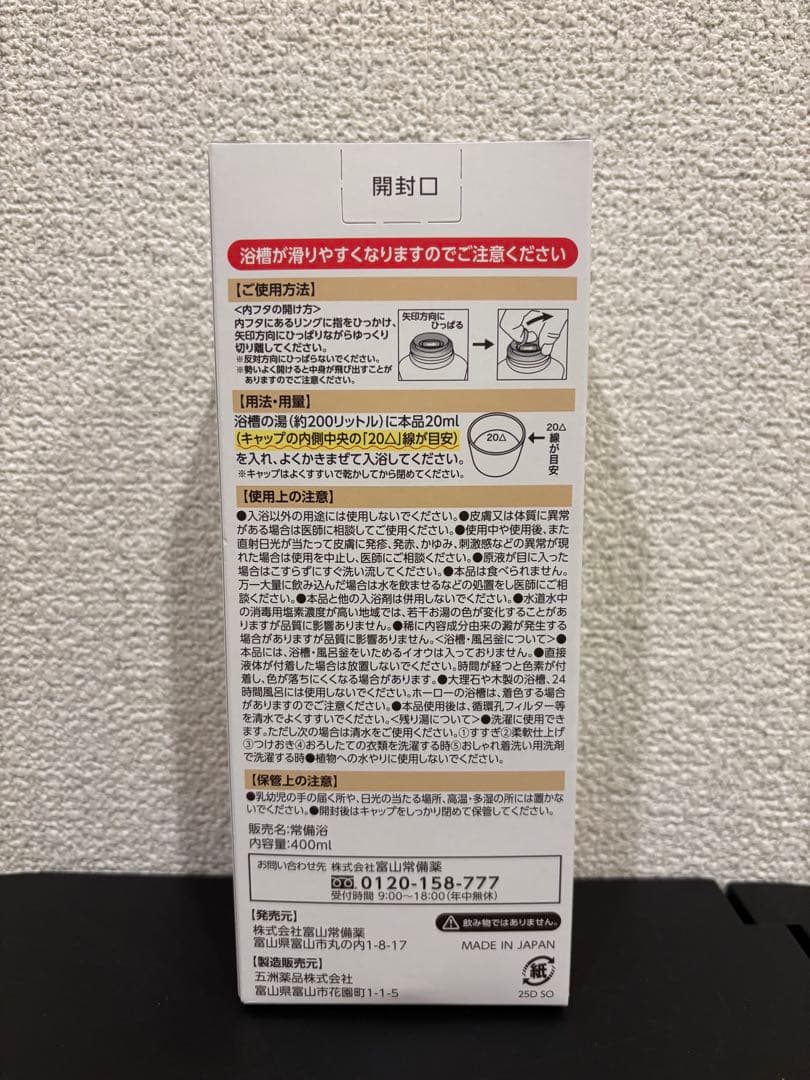 開封口
浴槽が滑りやすくなりますのでご注意ください
【ご使用方法】
<内フタの開け方>
内フタにあるリングに指をひっかけ、
矢印方向にひっぱりながらゆっくり
切り離してください。
※反対方向にひっぱらないでください。
※勢いよく開けると中身が飛び出すことが
ありますのでご注意ください。
矢印方向に
ひっぱる
【用法・用量】
浴槽の湯(約200リットル)に本品20ml
(キャップの内側中央の「20△」線が目安)
を入れ、よくかきまぜて入浴してください。
※キャップはよくすすいで乾かしてから閉めてください。
20△
20△
線が目安
【使用上の注意】
●入浴以外の用途には使用しないでください。●皮膚又は体質に異常
がある場合は医師に相談してご使用ください。●使用中や使用後、また
直射日光が当たって皮膚に発疹、発赤、かゆみ、刺激感などの異常が現
れた場合は使用を中止し、医師にご相談ください。●原液が目に入った
場合はこすらずにすぐ洗い流してください。●本品は食べられません。
万一大量に飲み込んだ場合は水を飲ませるなどの処置をし医師にご相
談ください。●本品と他の入浴剤は併用しないでください。●水道水中
の消毒用塩素濃度が高い地域では、若干お湯の色が変化することがあ
りますが品質に影響ありません。●稀に内容成分由来の澱が発生する
場合がありますが品質に影響ありません。<浴槽・風呂釜について>●
本品には、浴槽・風呂釜をいためるイオウは入っておりません。●直接
液体が付着した場合は放置しないでください。時間が経つと色素が付
着し、色が落ちにくくなる場合があります。●大理石や木製の浴槽、24
時間風呂には使用しないでください。ホーローの浴槽は、着色する場合
がありますのでご注意ください。●本品使用後は、循環孔フィルター等
を清水でよくすすいでください。<残り湯について>●洗濯に使用できま
す。ただし次の場合は清水をご使用ください。①すすぎ②柔軟仕上げ
③つけおき④おろしたての衣類を洗濯する時⑤おしゃれ着洗い用洗剤
で洗濯する時●植物への水やりに使用しないでください。
【保管上の注意】
●乳幼児の手の届く所や、日光の当たる場所、高温・多湿の所には置かな
いでください。●開封後はキャップをしっかり閉めて保管してください。
販売名:常備浴
内容量:400ml
お問い合わせ先 株式会社富山常備薬
0120-158-777
受付時間 9:00〜18:00(年中無休)
【発売元】
株式会社富山常備薬
富山県富山市丸の内1-8-17
飲み物ではありません。
MADE IN JAPAN
【製造販売元】
五洲薬品株式会社
富山県富山市花園町1-1-5
紙
25D SO